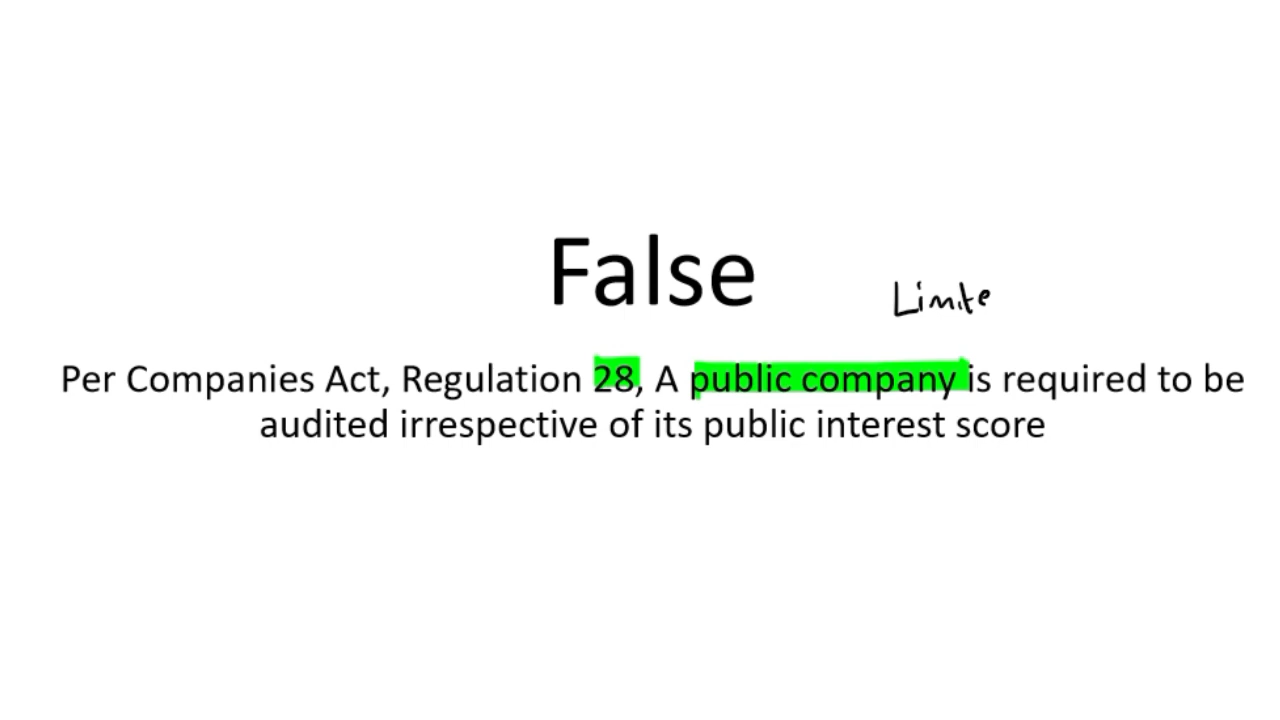 False
Limite
Per Companies Act, Regulation 28, A public company is required to be
audited irrespective of its public interest score